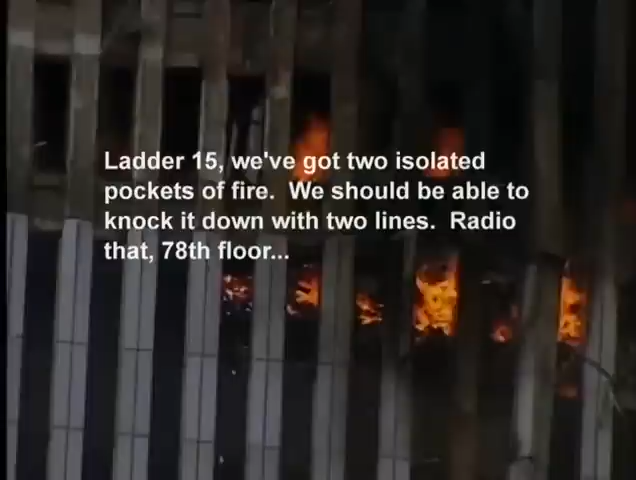 Ladder 15, we've got two isolated
pockets of fire.  We should be able to
knock it down with two lines.  Radio
that, 78th floor...